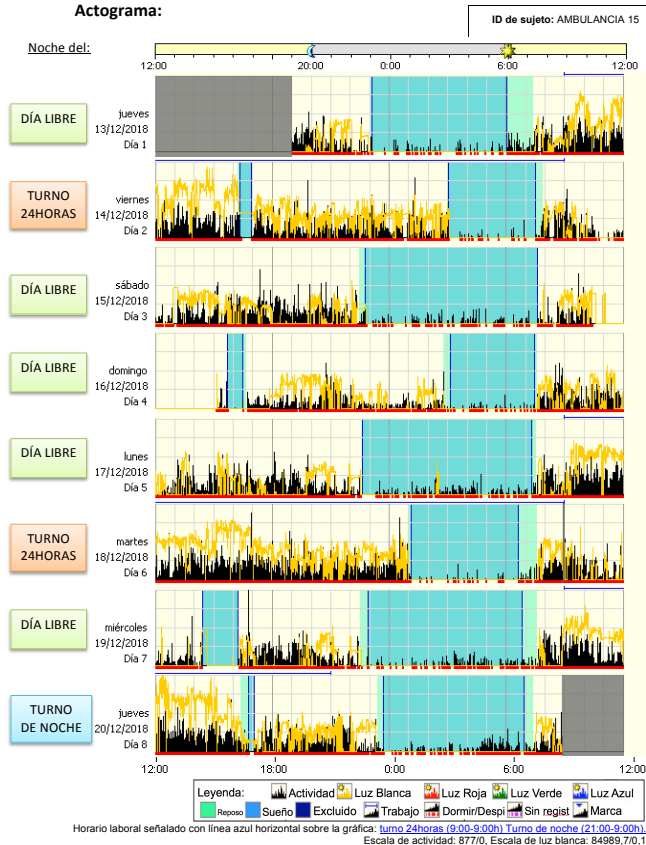 Actograma:
ID de sujeto: AMBULANCIA 15
Noche del:
12:00 20:00 0:00 6:00 12:00
DÍA LIBRE
jueves
13/12/2018
Día 1
TURNO
24HORAS
viernes
14/12/2018
Día 2
DÍA LIBRE
sábado
15/12/2018
Día 3
DÍA LIBRE
domingo
16/12/2018
Día 4
DÍA LIBRE
lunes
17/12/2018
Día 5
TURNO
24HORAS
martes
18/12/2018
Día 6
DÍA LIBRE
miércoles
19/12/2018
Día 7
TURNO
DE NOCHE
jueves
20/12/2018
Día 8
12:00 18:00 0:00 6:00 12:00
Leyenda: Actividad Luz Blanca Luz Roja Luz Verde Luz Azul
Reposo Sueño Excluido Trabajo Dormir/Despi Sin regist Marca
Horario laboral señalado con línea azul horizontal sobre la gráfica: turno 24horas (9:00-9:00h) Turno de noche (21:00-9:00h).
Escala de actividad: 877/0, Escala de luz blanca: 84989,7/0,1